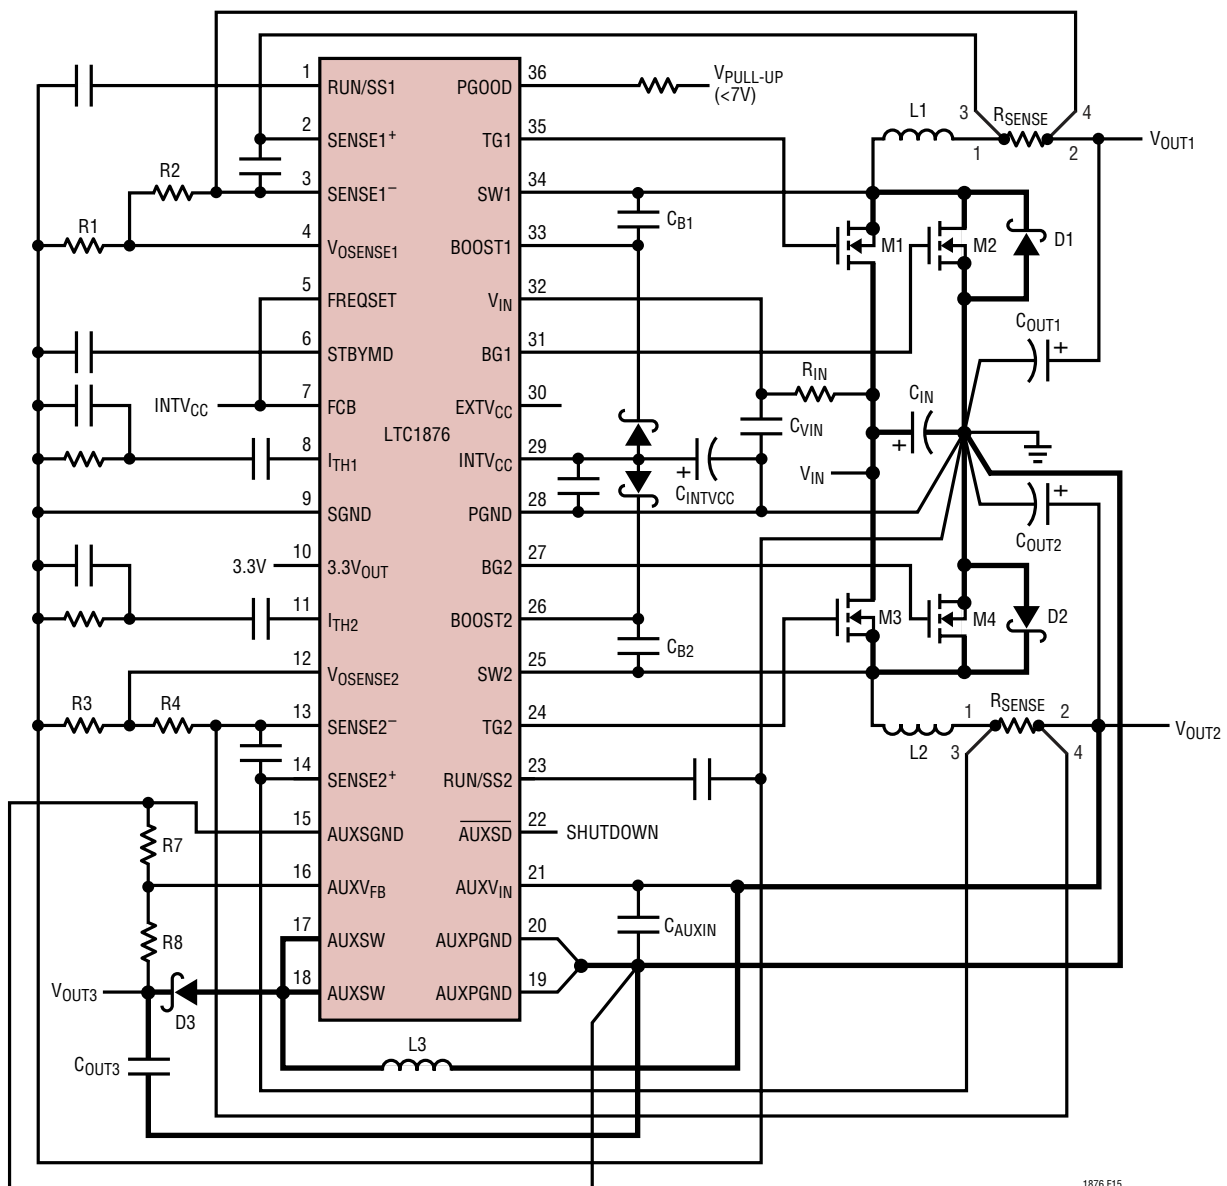 1 RUN/SS1
2 SENSE1+
3 SENSE1−
4 VOSENSE1
5 FREQSET
6 STBYMD
7 FCB
8 ITH1
9 SGND
10 3.3VOUT
11 ITH2
12 VOSENSE2
13 SENSE2−
14 SENSE2+
15 AUXSGND
16 AUXVFB
17 AUXSW
18 AUXSW
LTC1876
PGOOD 36
TG1 35
SW1 34
BOOST1 33
VIN 32
BG1 31
EXTVCC 30
INTVCC 29
PGND 28
BG2 27
BOOST2 26
SW2 25
TG2 24
RUN/SS2 23
AUXSD 22
AUXVIN 21
AUXPGND 20
AUXPGND 19
R2
R1
INTVCC
3.3V
R3
R4
R7
R8
VOUT3
D3
COUT3
L3
VPULL-UP
(<7V)
L1
3
RSENSE
4
1
2
VOUT1
CB1
M1
M2
D1
COUT1
+
RIN
CIN
+
CVIN
VIN
+
CINTVCC
+
COUT2
M3
M4
D2
CB2
RSENSE
1
2
L2
3
4
VOUT2
SHUTDOWN
CAUXIN
1876 F15